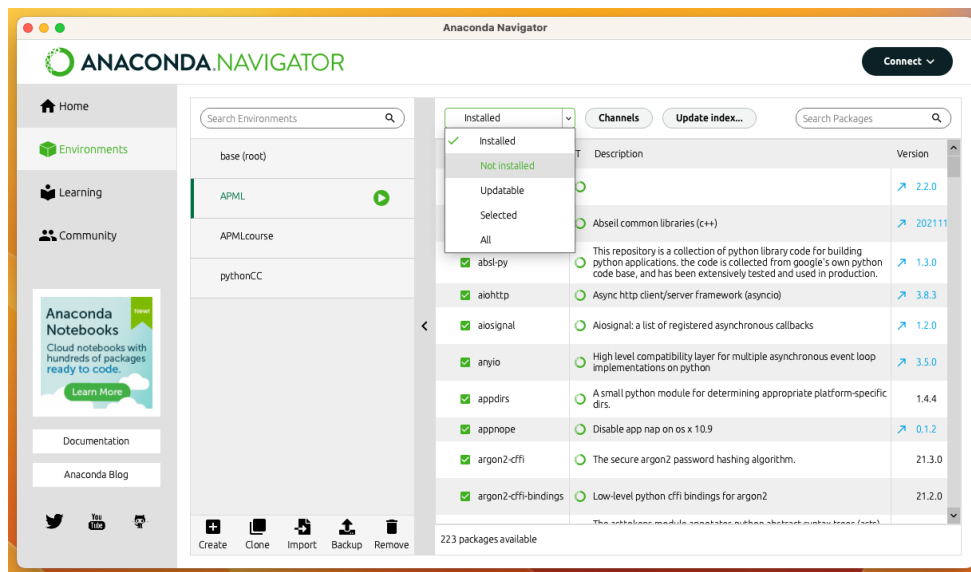 Anaconda Navigator
ANACONDA.NAVIGATOR
Connect
Home
Environments
Learning
Community
Anaconda
Notebooks
New!
Cloud notebooks with
hundreds of packages
ready to code.
Learn More
Documentation
Anaconda Blog
You
Tube
Search Environments
base (root)
APML
APMLcourse
pythonCC
Create
Clone
Import
Backup
Remove
Installed
Channels
Update index...
Search Packages
Installed
Not installed
Updatable
Selected
All
T
Description
Version
2.2.0
Abseil common libraries (c++)
202111
absl-py
This repository is a collection of python library code for building
python applications. the code is collected from google's own python
code base, and has been extensively tested and used in production.
1.3.0
aiohttp
Async http client/server framework (asyncio)
3.8.3
aiosignal
Aiosignal: a list of registered asynchronous callbacks
1.2.0
anyio
High level compatibility layer for multiple asynchronous event loop
implementations on python
3.5.0
appdirs
A small python module for determining appropriate platform-specific
dirs.
1.4.4
appnope
Disable app nap on os x 10.9
0.1.2
argon2-cffi
The secure argon2 password hashing algorithm.
21.3.0
argon2-cffi-bindings
Low-level python cffi bindings for argon2
21.2.0
223 packages available